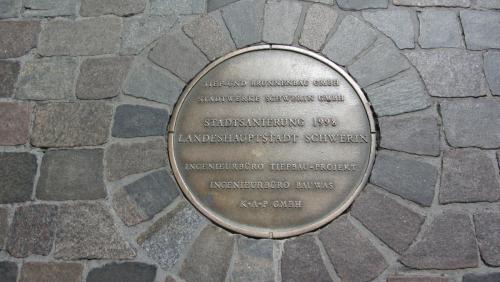 TIEF-UND BRUNNENBAU GMBH
STADTWERKE SCHWERIN GMBH
STADTSANIERUNG 1994
LANDESHAUPTSTADT SCHWERIN
INGENIEURBÜRO TIEFBAU-PROJEKT
INGENIEURBÜRO BAUWAS
K·A·P GMBH